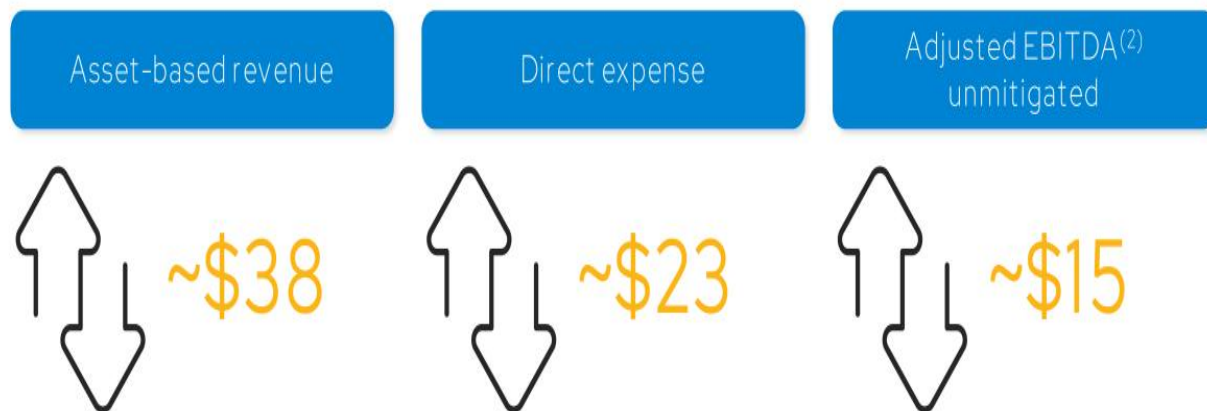 Asset-based revenue
Direct expense
Adjusted EBITDA(2)
unmitigated
~$38
~$23
~$15